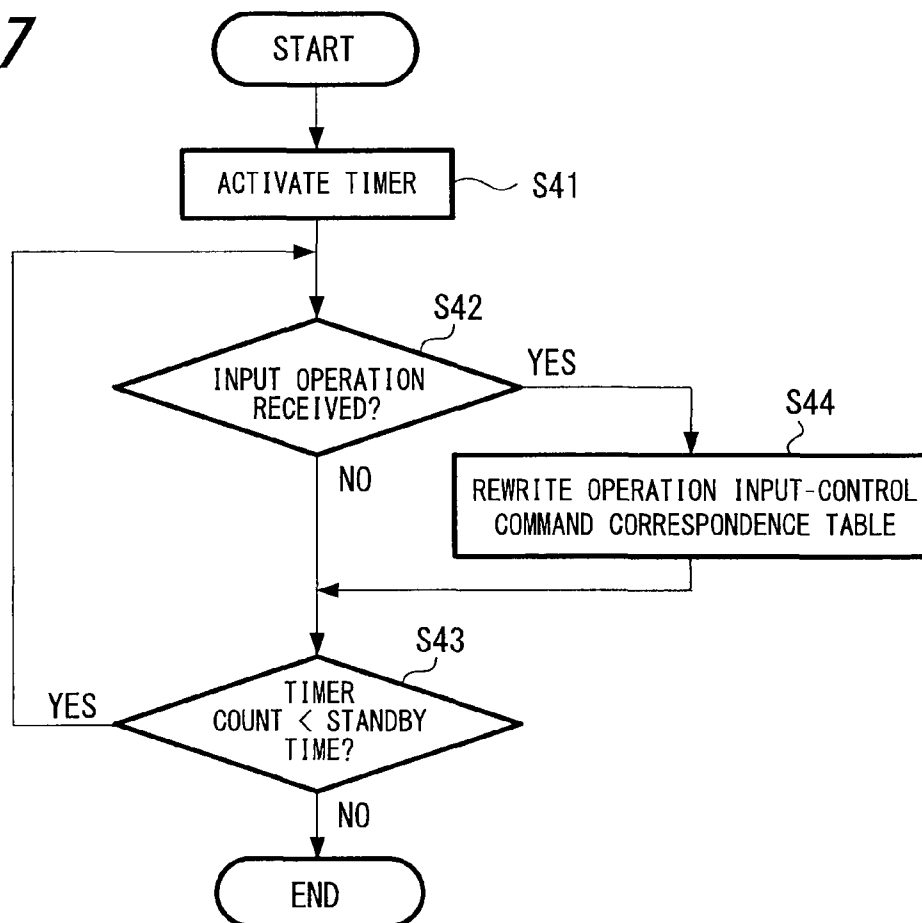 7
START
ACTIVATE TIMER
S41
S42
INPUT OPERATION
RECEIVED?
YES
NO
S44
REWRITE OPERATION INPUT-CONTROL
COMMAND CORRESPONDENCE TABLE
S43
TIMER
COUNT < STANDBY
TIME?
YES
NO
END